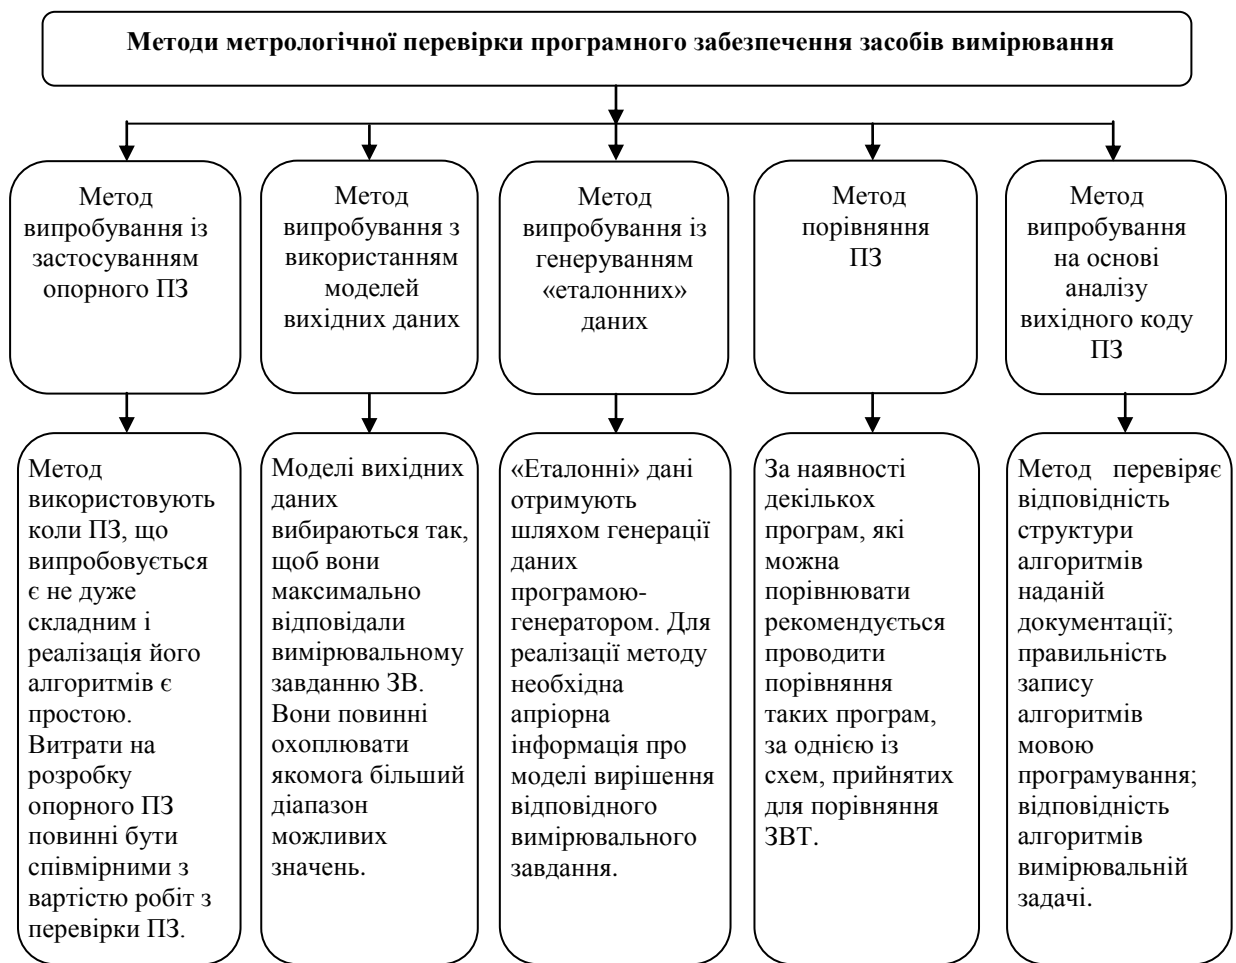 Методи метрологічної перевірки програмного забезпечення засобів вимірювання
Метод
випробування із
застосуванням
опорного ПЗ
Метод
випробування з
використанням
моделей
вихідних даних
Метод
випробування із
генеруванням
«еталонних»
даних
Метод
порівняння
ПЗ
Метод
випробування
на основі
аналізу
вихідного коду
ПЗ
Метод
використовують
коли ПЗ, що
випробовується
є не дуже
складним і
реалізація його
алгоритмів є
простою.
Витрати на
розробку
опорного ПЗ
повинні бути
співмірними з
вартістю робіт з
перевірки ПЗ.
Моделі вихідних
даних
вибираються так,
щоб вони
максимально
відповідали
вимірювальному
завданню ЗВ.
Вони повинні
охоплювати
якомога більший
діапазон
можливих
значень.
«Еталонні» дані
отримують
шляхом генерації
даних
програмою-
генератором. Для
реалізації методу
необхідна
апріорна
інформація про
моделі вирішення
відповідного
вимірювального
завдання.
За наявності
декількох
програм, які
можна
порівнювати
рекомендується
проводити
порівняння
таких програм,
за однією із
схем, прийнятих
для порівняння
ЗВТ.
Метод перевіряє
відповідність
структури
алгоритмів
наданій
документації;
правильність
запису
алгоритмів
мовою
програмування;
відповідність
алгоритмів
вимірювальній
задачі.